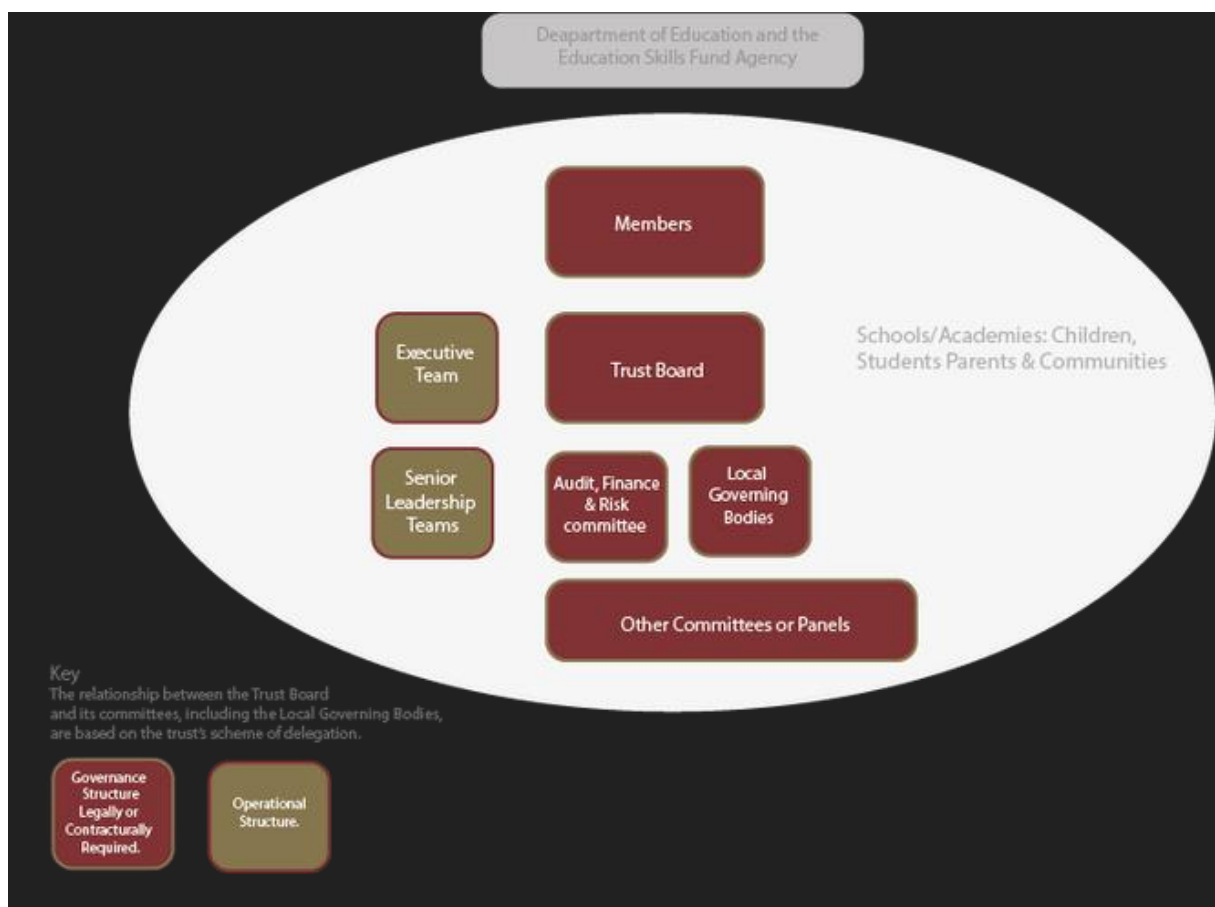 Deapartment of Education and the
Education Skills Fund Agency
Members
Executive
Team
Trust Board
Schools/Academies: Children,
Students Parents & Communities
Senior
Leadership
Teams
Audit, Finance
& Risk
committee
Local
Governing
Bodies
Other Committees or Panels
Key
The relationship between the Trust Board
and its committees, including the Local Governing Bodies,
are based on the trust's scheme of delegation.
Governance
Structure
Legally or
Contracturally
Required.
Operational
Structure.